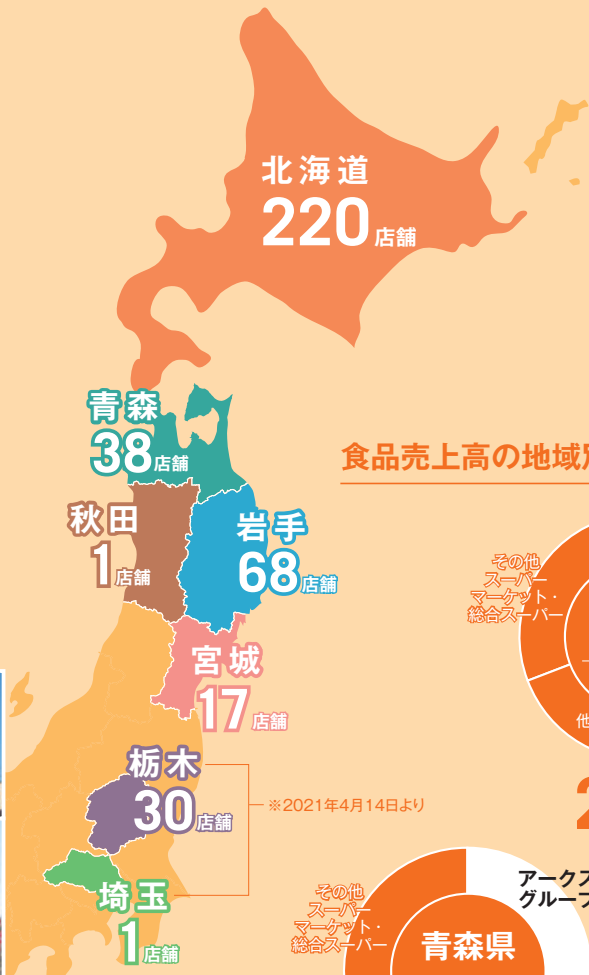 北海道
220店舗
青森
38店舗
秋田
1店舗
岩手
68店舗
宮城
17店舗
栃木
30店舗
※2021年4月14日より
埼玉
1店舗
食品売上高の地域
その他
スーパー
マーケット・
総合スーパー
他
2
その他
スーパー
マーケット・
総合スーパー
アークス
グループ
青森県